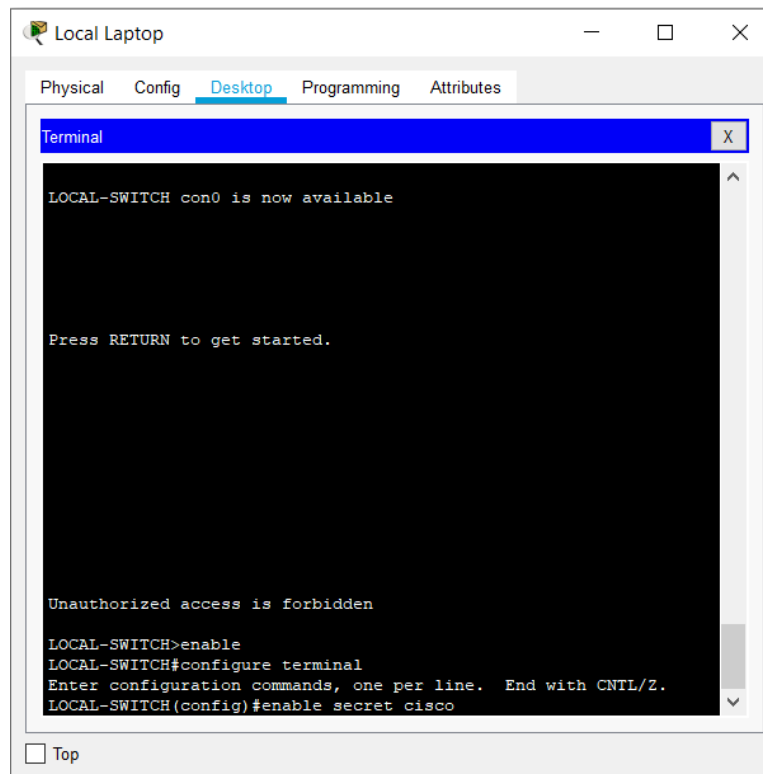 Local Laptop
Physical Config Desktop Programming Attributes
Terminal X
LOCAL-SWITCH con0 is now available
Press RETURN to get started.
Unauthorized access is forbidden
LOCAL-SWITCH>enable
LOCAL-SWITCH#configure terminal
Enter configuration commands, one per line.  End with CNTL/Z.
LOCAL-SWITCH(config)#enable secret cisco
Top